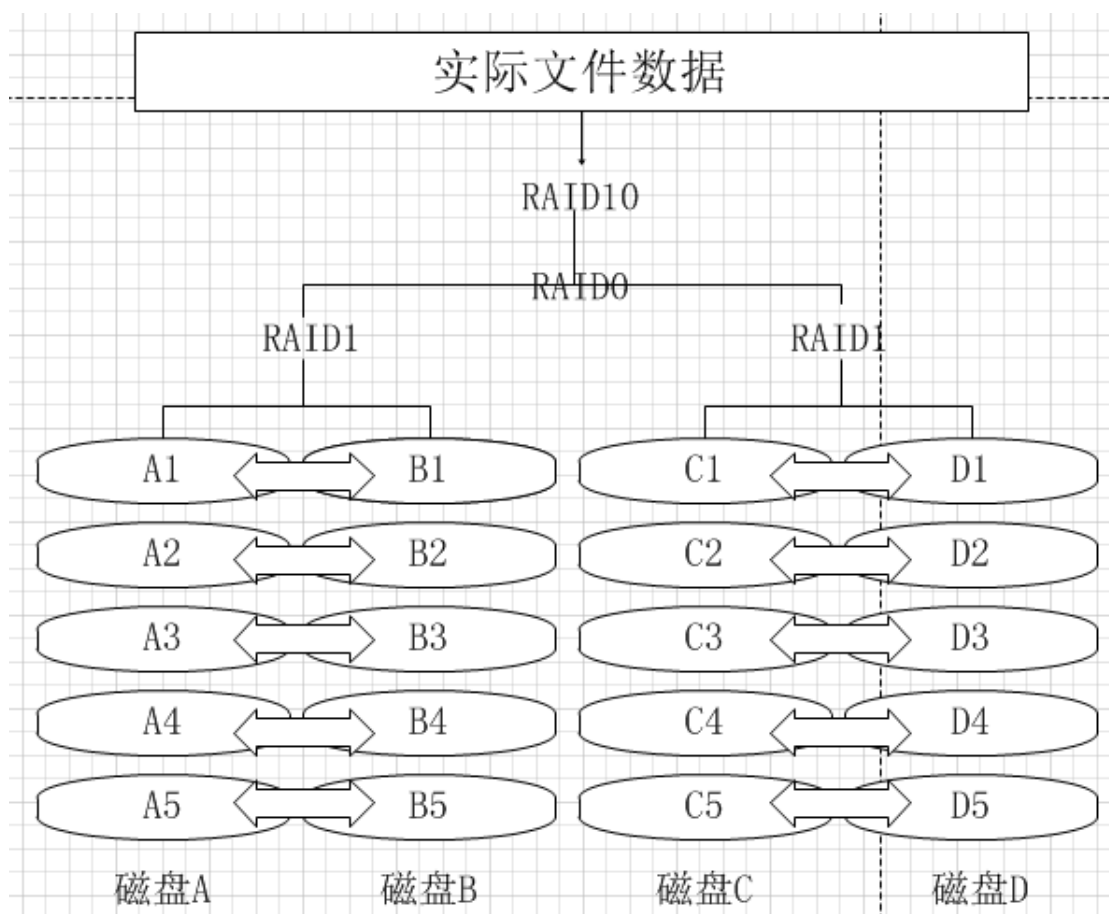 实际文件数据
RAID10
RAID0
RAID1 RAID1
A1 B1 C1 D1
A2 B2 C2 D2
A3 B3 C3 D3
A4 B4 C4 D4
A5 B5 C5 D5
磁盘A 磁盘B 磁盘C 磁盘D